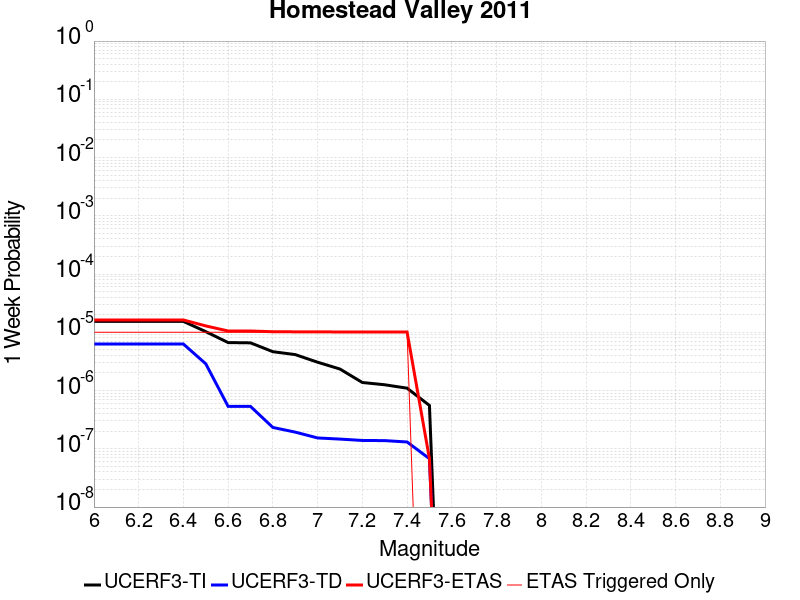 Homestead Valley 2011
10^0
10^-1
10^-2
10^-3
10^-4
10^-5
10^-6
10^-7
10^-8
1 Week Probability
6 6.2 6.4 6.6 6.8 7 7.2 7.4 7.6 7.8 8 8.2 8.4 8.6 8.8 9
Magnitude
UCERF3-TI UCERF3-TD UCERF3-ETAS ETAS Triggered Only